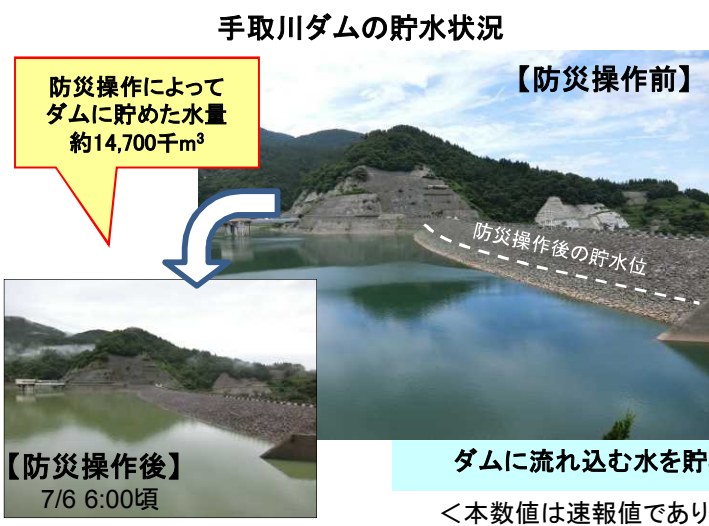 手取川ダムの貯水状況
防災操作によって
ダムに貯めた水量
約14,700千m³
【防災操作前】
防災操作後の貯水位
【防災操作後】
7/6 6:00頃
ダムに流れ込む水を貯
＜本数値は速報値であり